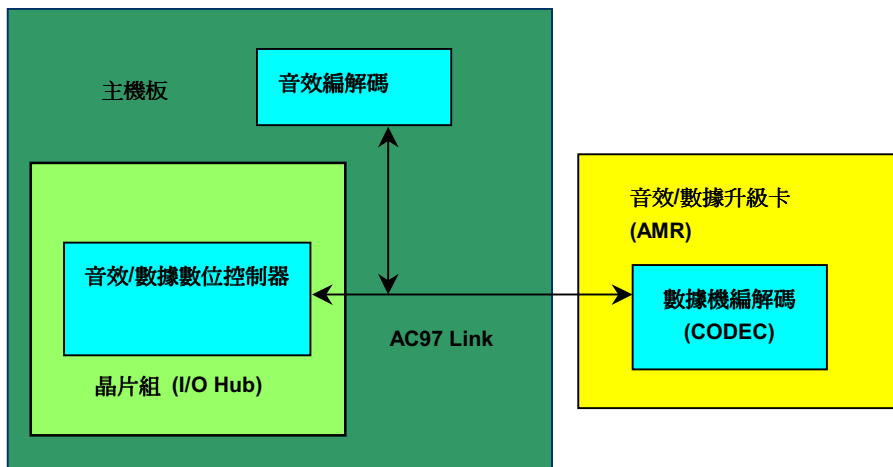 主機板
音效編解碼
音效/數據升級卡
(AMR)
音效/數據數位控制器
數據機編解碼
(CODEC)
AC97 Link
晶片組 (I/O Hub)